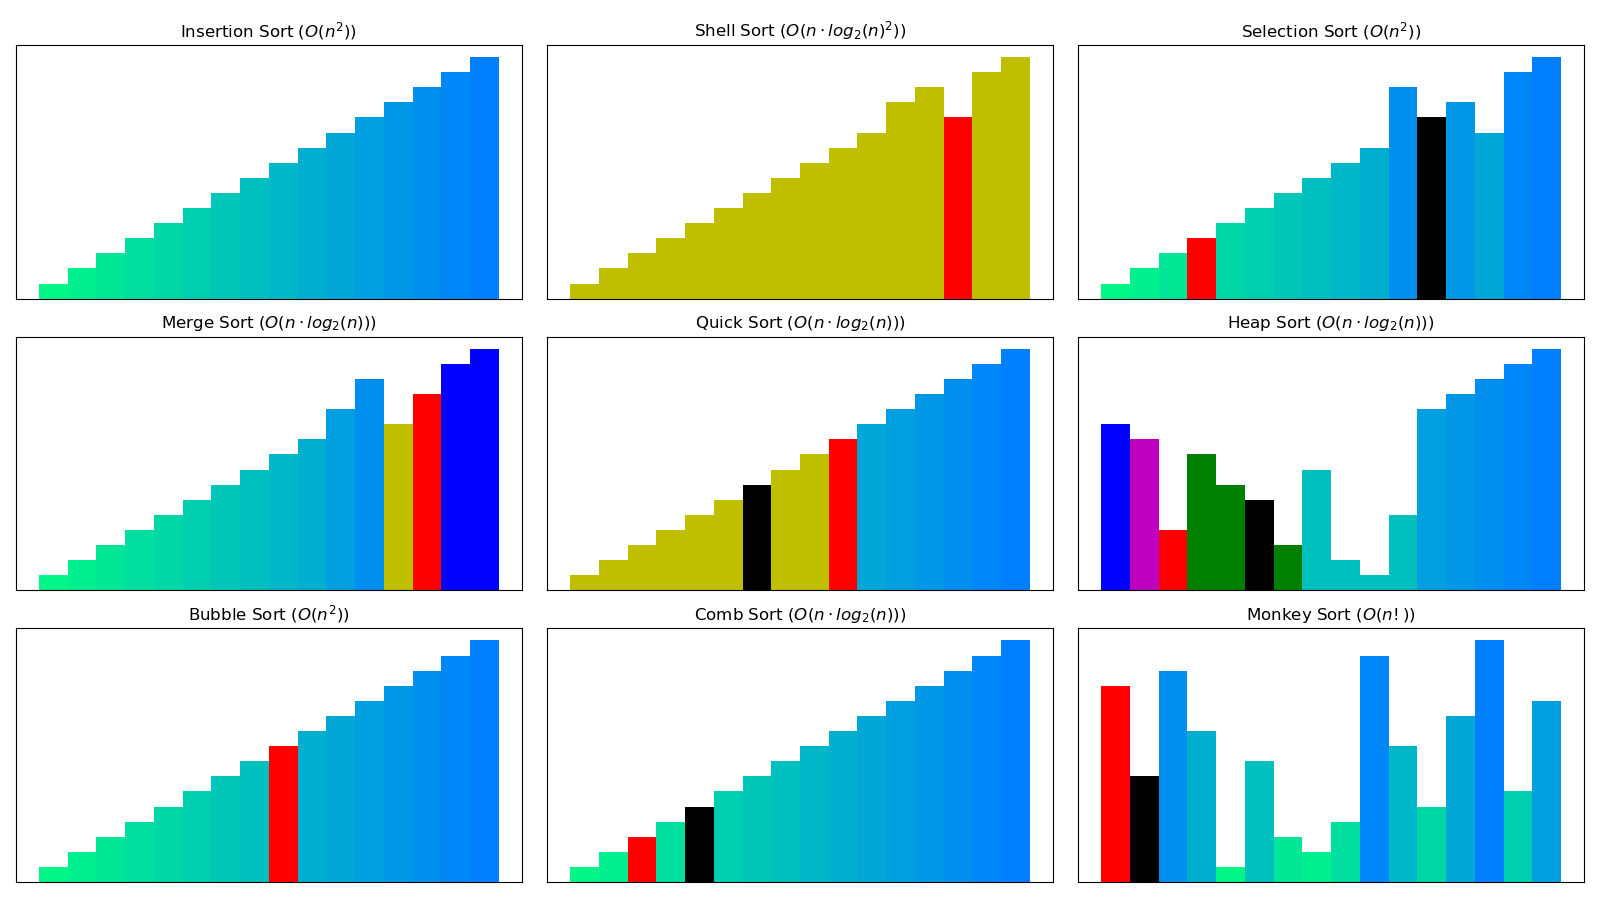 Insertion Sort (O(n²))
Shell Sort (O(n · log₂(n)²))
Selection Sort (O(n²))
Merge Sort (O(n · log₂(n)))
Quick Sort (O(n · log₂(n)))
Heap Sort (O(n · log₂(n)))
Bubble Sort (O(n²))
Comb Sort (O(n · log₂(n)))
Monkey Sort (O(n!))